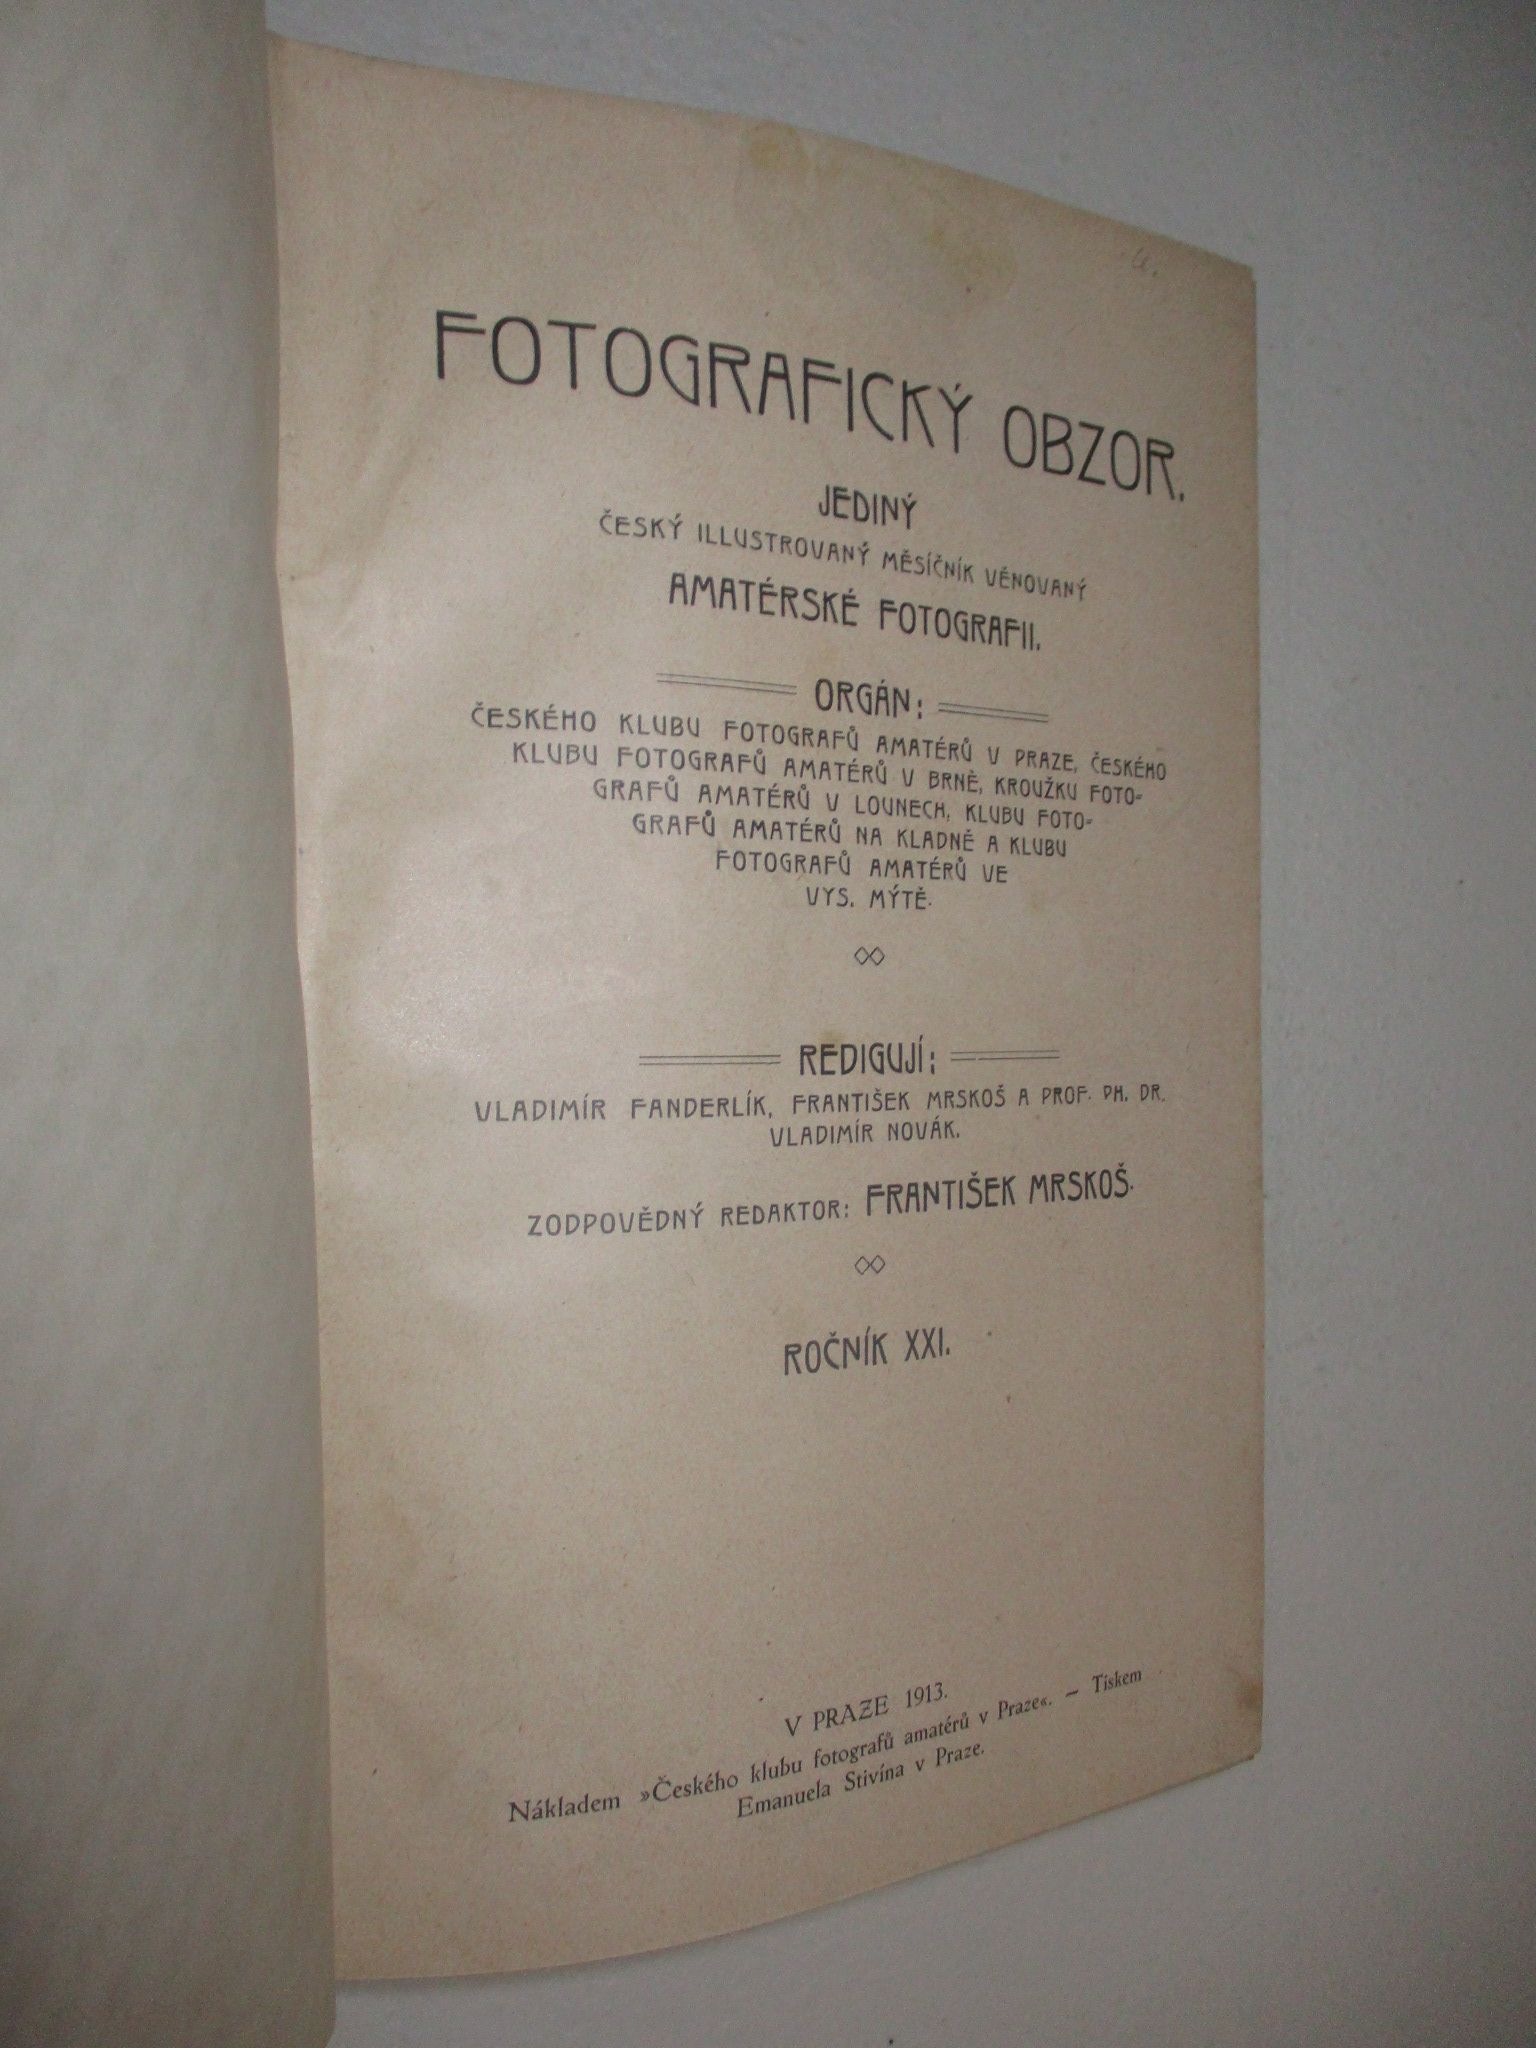 FOTOGRAFICKÝ OBZOR.
JEDINÝ
ČESKÝ ILLUSTROVANÝ MĚSÍČNÍK VĚNOVANÝ
AMATÉRSKÉ FOTOGRAFII.
ORGÁN:
ČESKÉHO KLUBU FOTOGRAFŮ AMATÉRŮ V PRAZE, ČESKÉHO
KLUBU FOTOGRAFŮ AMATÉRŮ V BRNĚ, KROUŽKU FOTO-
GRAFŮ AMATÉRŮ V LOUNECH, KLUBU FOTO-
GRAFŮ AMATÉRŮ NA KLADNĚ A KLUBU
FOTOGRAFŮ AMATÉRŮ VE
VYS. MÝTĚ.
REDIGUJÍ:
VLADIMÍR FANDERLÍK, FRANTIŠEK MRSKOŠ A PROF. PH. DR.
VLADIMÍR NOVÁK.
ZODPOVĚDNÝ REDAKTOR: FRANTIŠEK MRSKOŠ.
ROČNÍK XXI.
V PRAZE 1913.
Nákladem »Českého klubu fotografů amatérů v Praze«. — Tiskem
Emanuela Stivína v Praze.